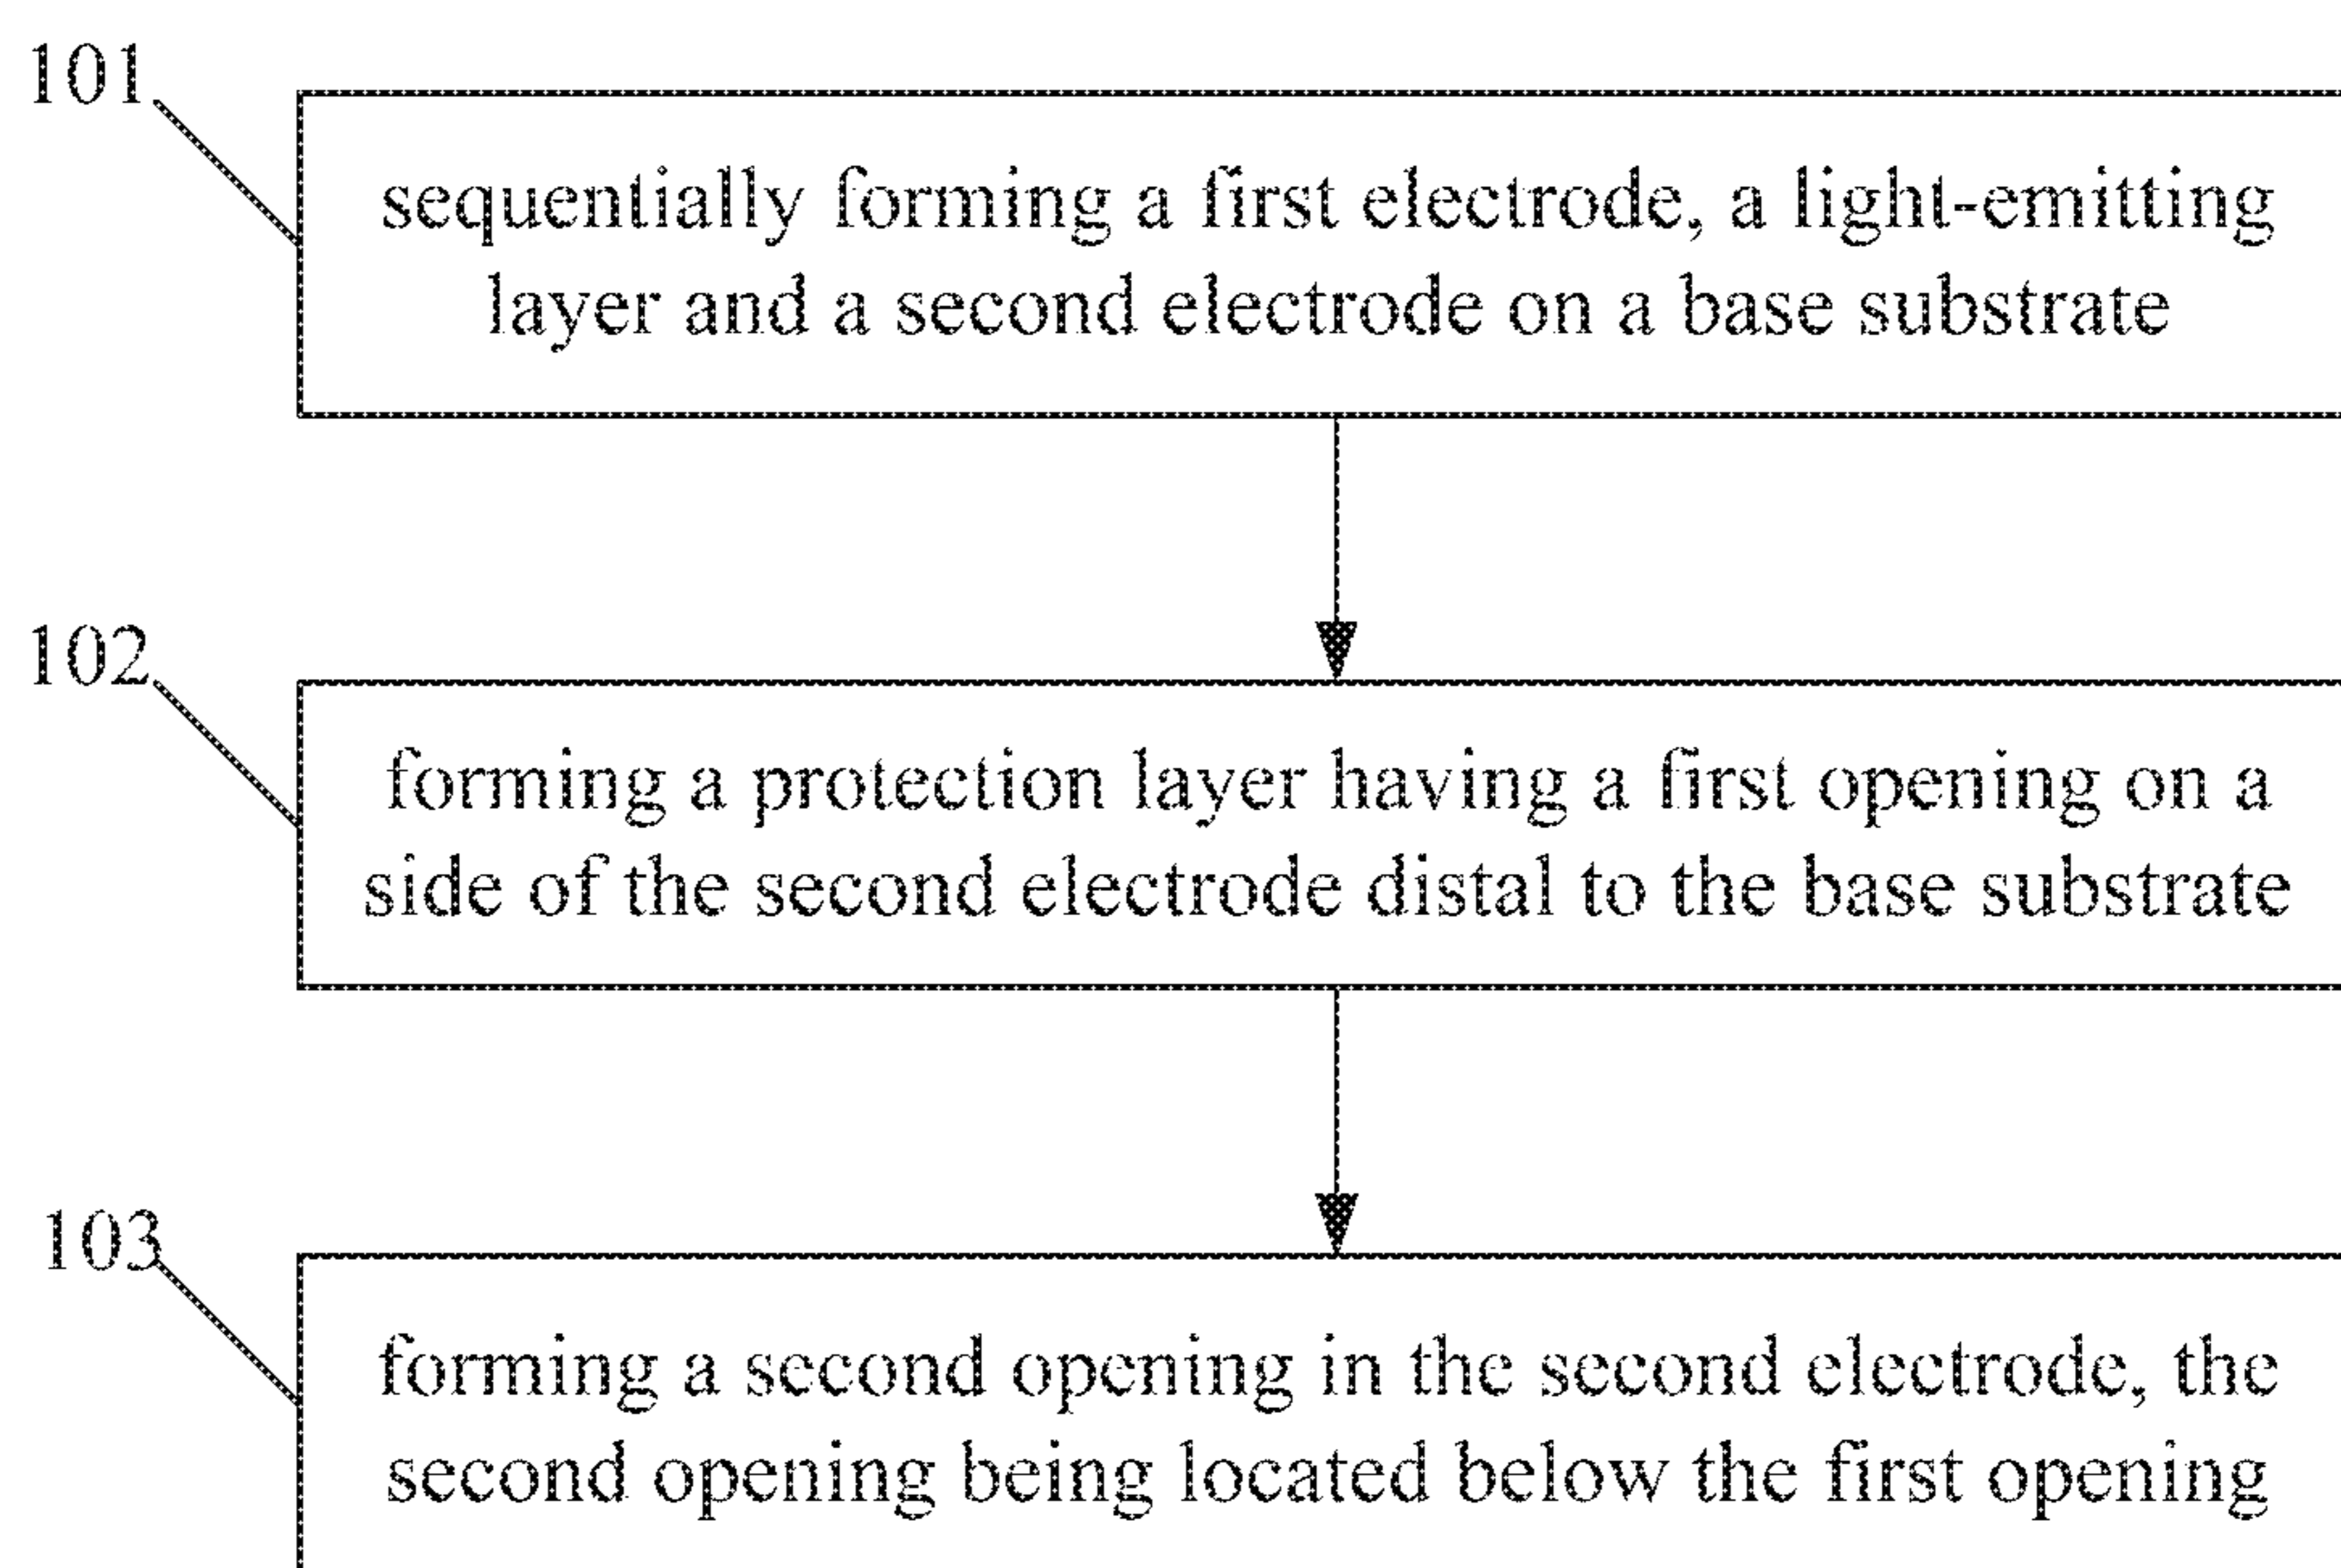 101
sequentially forming a first electrode, a light-emitting
layer and a second electrode on a base substrate
102
forming a protection layer having a first opening on a
side of the second electrode distal to the base substrate
103
forming a second opening in the second electrode, the
second opening being located below the first opening